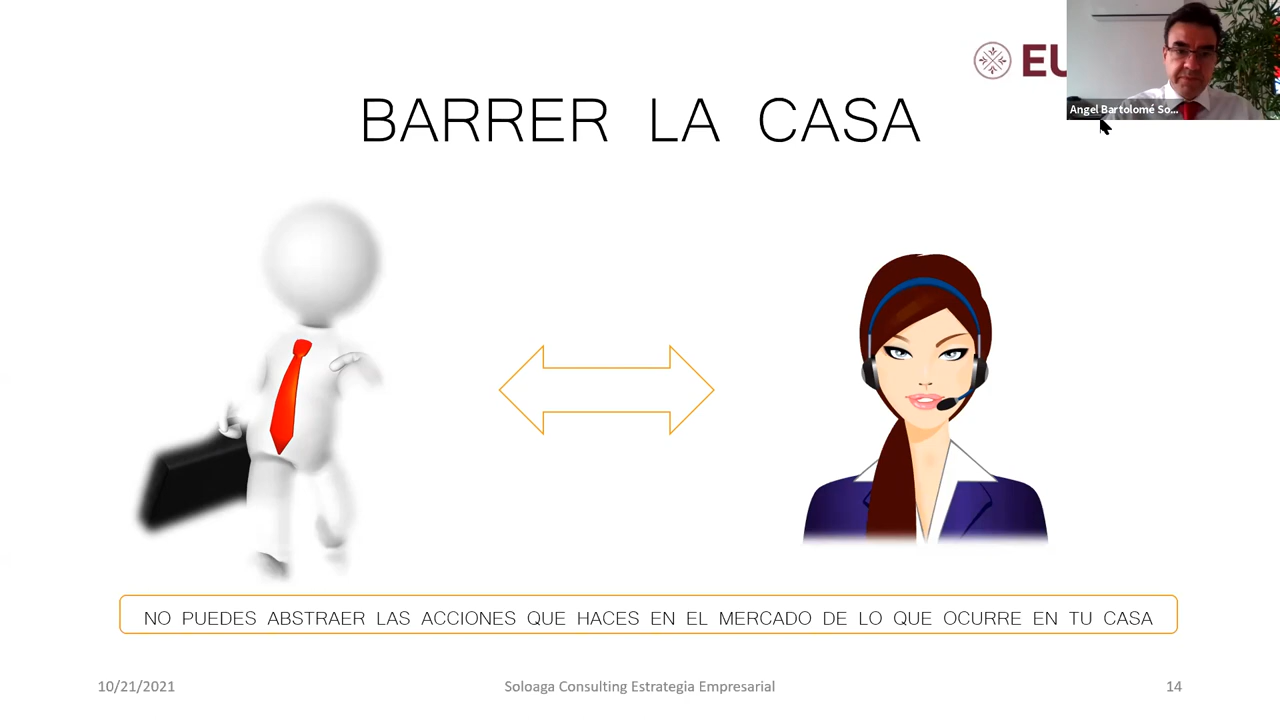 EU
Angel Bartolomé So...
BARRER LA CASA
NO PUEDES ABSTRAER LAS ACCIONES QUE HACES EN EL MERCADO DE LO QUE OCURRE EN TU CASA
10/21/2021
Soloaga Consulting Estrategia Empresarial
14